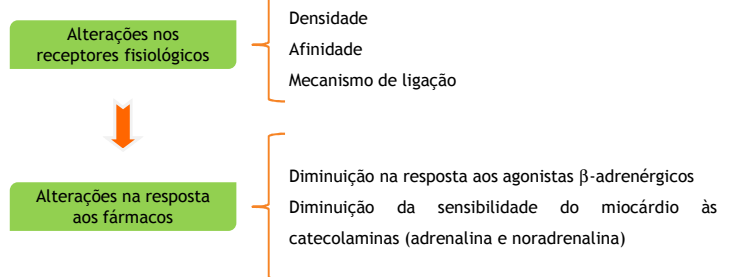 Alterações nos
receptores fisiológicos
Densidade
Afinidade
Mecanismo de ligação
Alterações na resposta
aos fármacos
Diminuição na resposta aos agonistas β-adrenérgicos
Diminuição da sensibilidade do miocárdio às
catecolaminas (adrenalina e noradrenalina)